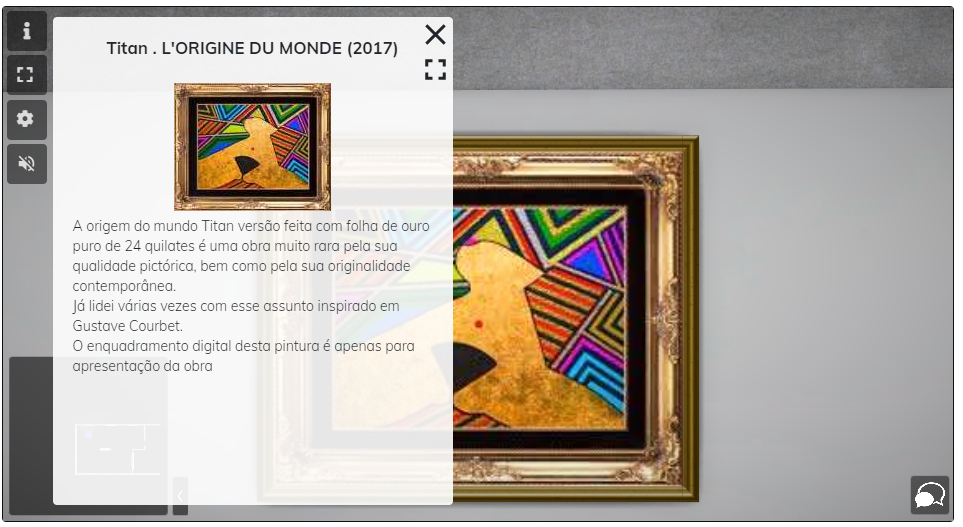 Titan . L'ORIGINE DU MONDE (2017)
A origem do mundo Titan versão feita com folha de ouro
puro de 24 quilates é uma obra muito rara pela sua
qualidade pictórica, bem como pela sua originalidade
contemporânea.
Já lidei várias vezes com esse assunto inspirado em
Gustave Courbet.
O enquadramento digital desta pintura é apenas para
apresentação da obra